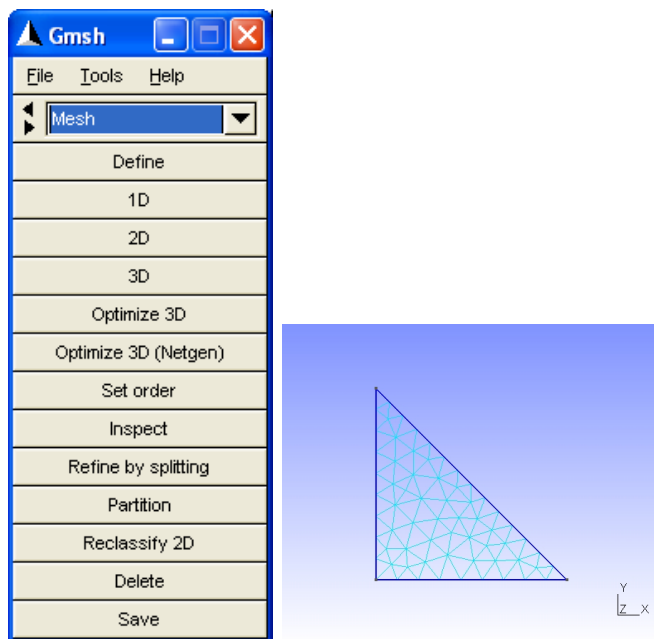 Gmsh
File Tools Help
Mesh
Define
1D
2D
3D
Optimize 3D
Optimize 3D (Netgen)
Set order
Inspect
Refine by splitting
Partition
Reclassify 2D
Delete
Save
Y
Z X